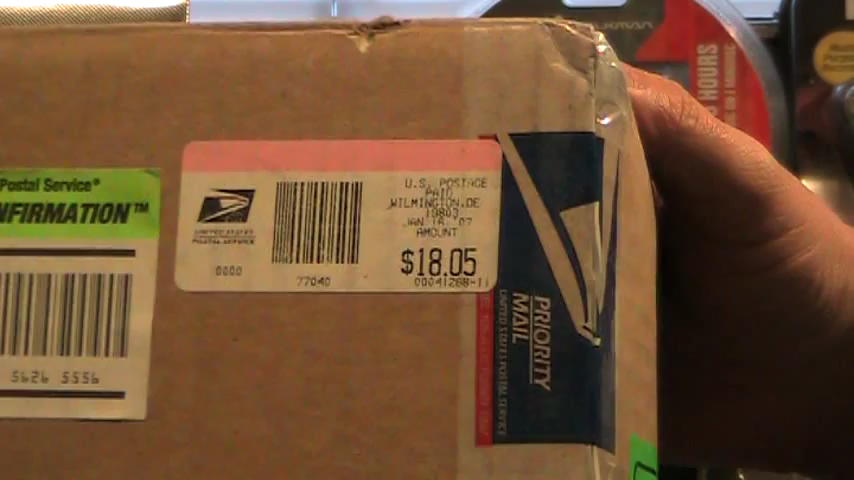 Postal Service®
NFIRMATION™
5626 5556
UNITED STATES
POSTAL SERVICE
0000
77040
U.S. POSTAGE
PAID
WILMINGTON,DE
19803
JAN 16, 07
AMOUNT
$18.05
00041268-11
PRIORITY
MAIL
UNITED STATES POSTAL SERVICE
HOURS